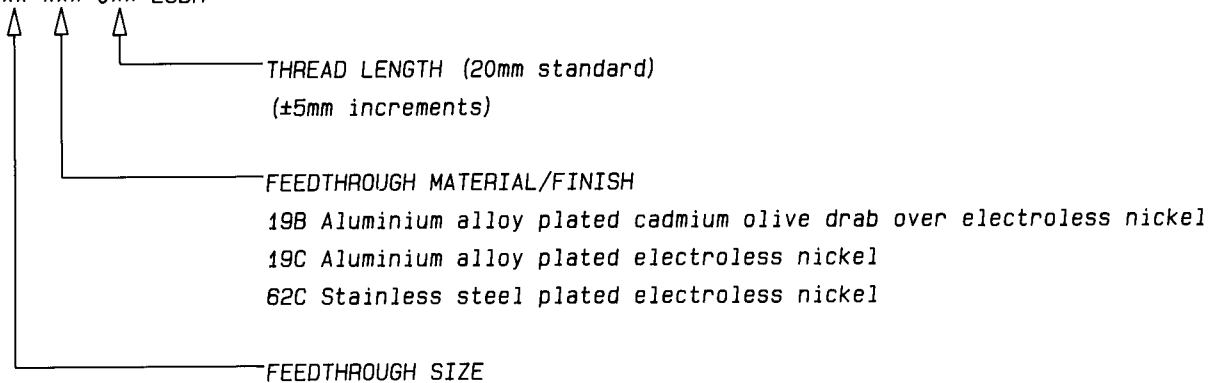 THREAD LENGTH (20mm standard)
(±5mm increments)
FEEDTHROUGH MATERIAL/FINISH
19B Aluminium alloy plated cadmium olive drab over electroless nickel
19C Aluminium alloy plated electroless nickel
62C Stainless steel plated electroless nickel
FEEDTHROUGH SIZE